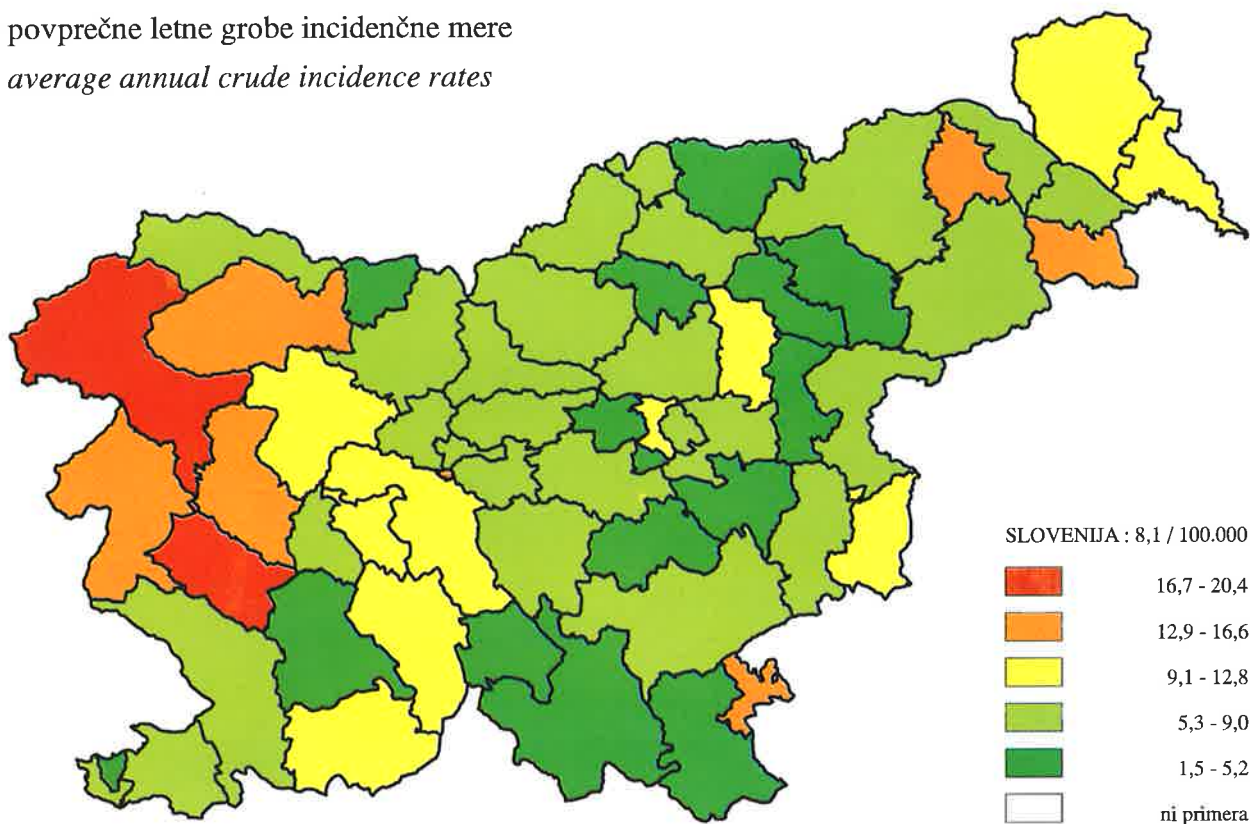 povprečne letne grobe incidenčne mere
average annual crude incidence rates
SLOVENIJA : 8,1 / 100.000
16,7 - 20,4
12,9 - 16,6
9,1 - 12,8
5,3 - 9,0
1,5 - 5,2
ni primera